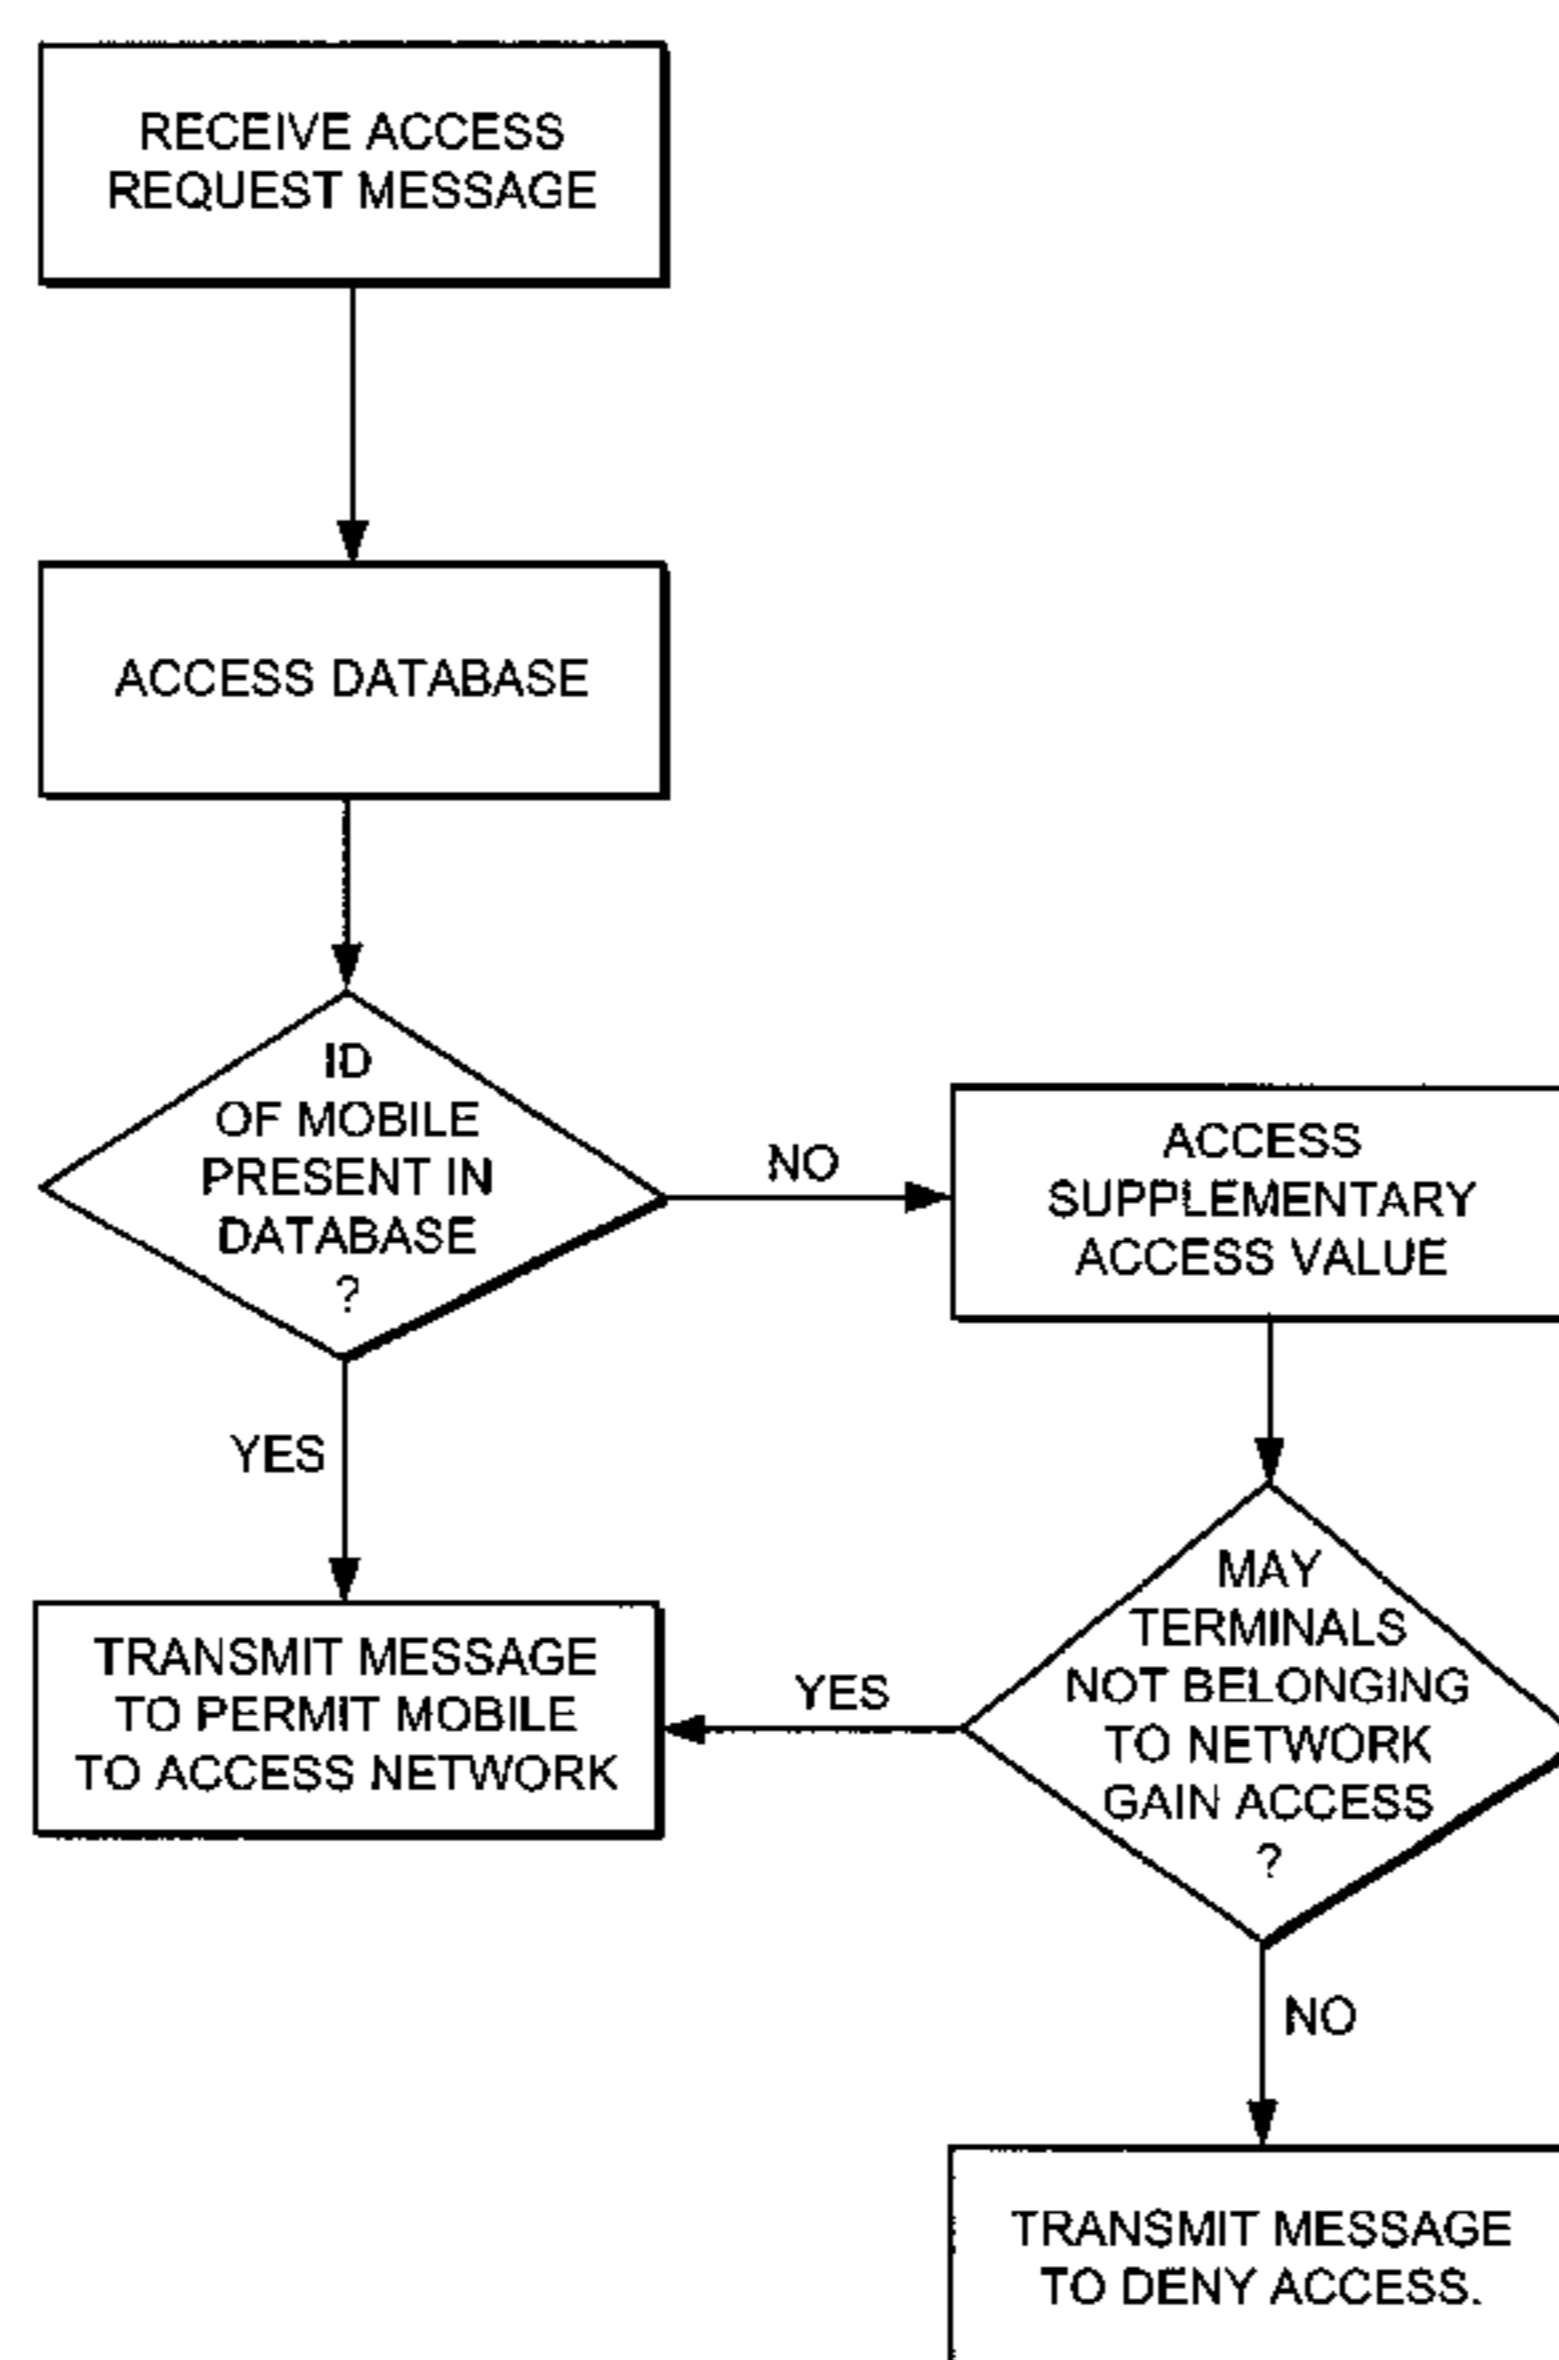 RECEIVE ACCESS
REQUEST MESSAGE
ACCESS DATABASE
ID
OF MOBILE
PRESENT IN
DATABASE
?
NO
ACCESS
SUPPLEMENTARY
ACCESS VALUE
YES
MAY
TERMINALS
NOT BELONGING
TO NETWORK
GAIN ACCESS
?
YES
TRANSMIT MESSAGE
TO PERMIT MOBILE
TO ACCESS NETWORK
NO
TRANSMIT MESSAGE
TO DENY ACCESS.